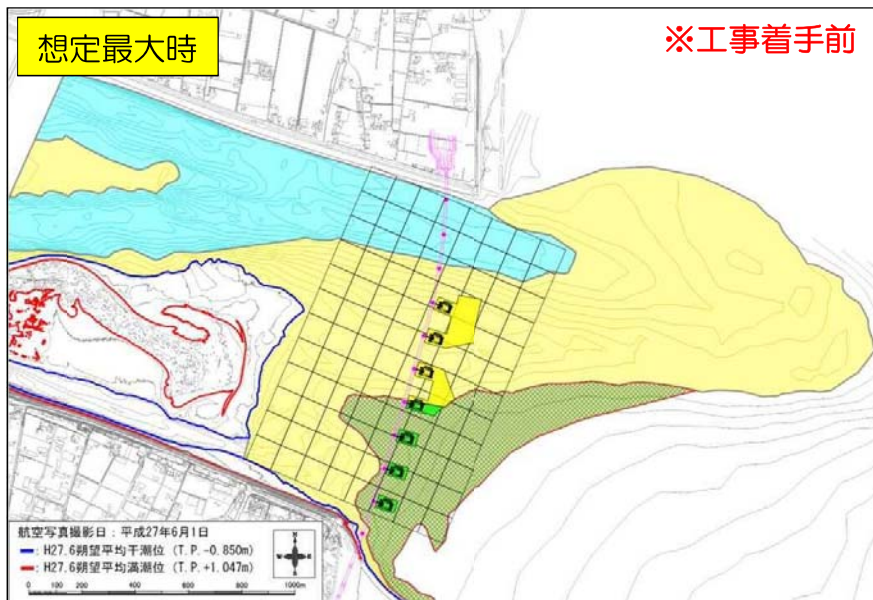 想定最大時
※工事着手前
航空写真撮影日：平成27年6月1日
：H27.6朔望平均干潮位（T.P.-0.850m）
：H27.6朔望平均満潮位（T.P.+1.047m）
0 100 200 400 600 800 1000m